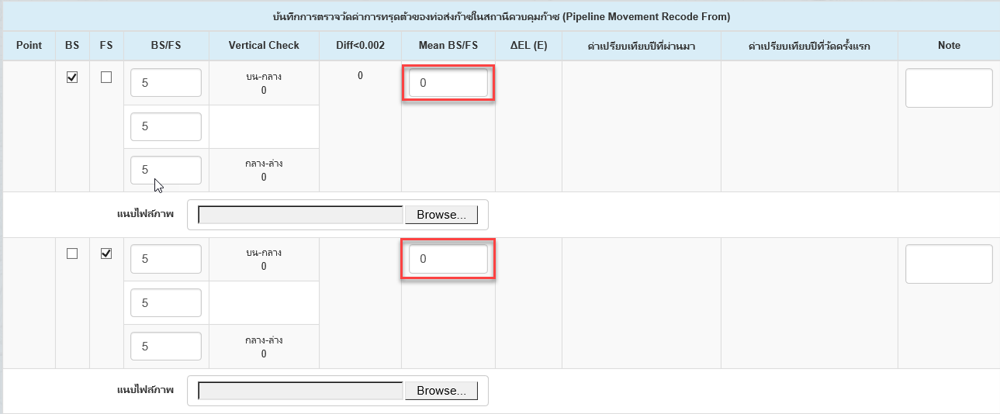 บันทึกการตรวจวัดค่าการทรุดตัวของท่อส่งก๊าซในสถานีควบคุมก๊าซ (Pipeline Movement Recode From)
Point BS FS BS/FS Vertical Check Diff<0.002 Mean BS/FS ΔEL (E) ค่าเปรียบเทียบปีที่ผ่านมา ค่าเปรียบเทียบปีที่วัดครั้งแรก Note
5 บน-กลาง 0 0
0
5
5 กลาง-ล่าง
0
แนบไฟล์ภาพ Browse...
5 บน-กลาง 0
0
5
5 กลาง-ล่าง
0
แนบไฟล์ภาพ Browse...